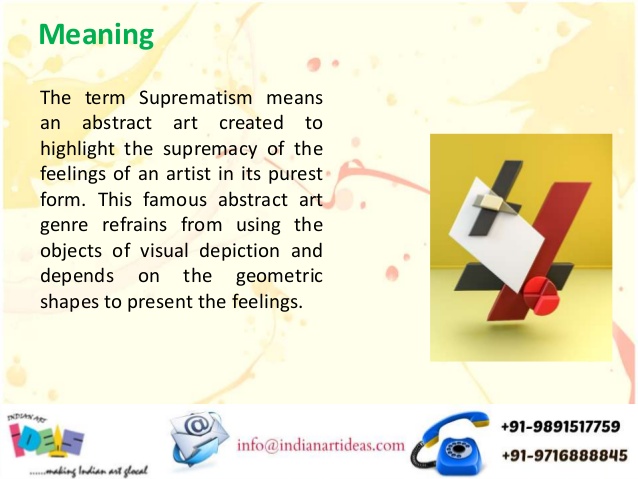 Meaning
The term Suprematism means
an abstract art created to
highlight the supremacy of the
feelings of an artist in its purest
form. This famous abstract art
genre refrains from using the
objects of visual depiction and
depends on the geometric
shapes to present the feelings.
INDIAN ART
IDEAS
......making Indian art glocal
@
info@indianartideas.com
+91-9891517759
+91-9716888845